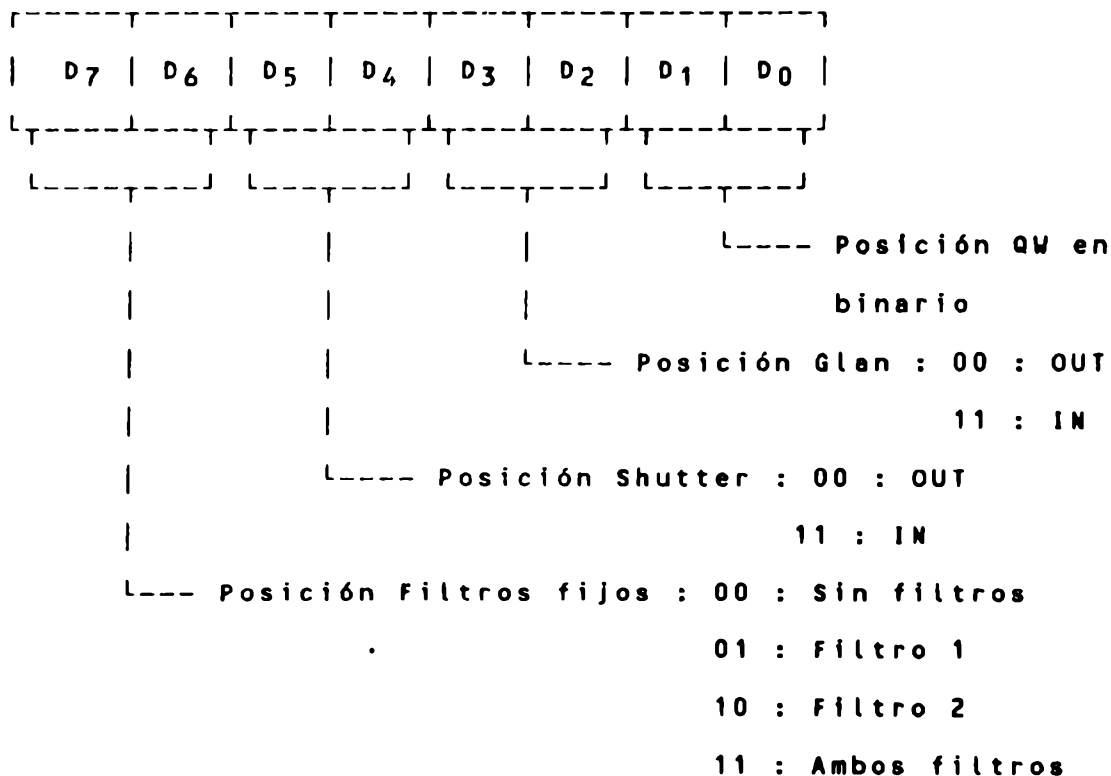 D7 | D6 | D5 | D4 | D3 | D2 | D1 | D0
Posición QW en
binario
Posición Glan : 00 : OUT
11 : IN
Posición Shutter : 00 : OUT
11 : IN
Posición Filtros fijos : 00 : Sin filtros
01 : Filtro 1
10 : Filtro 2
11 : Ambos filtros